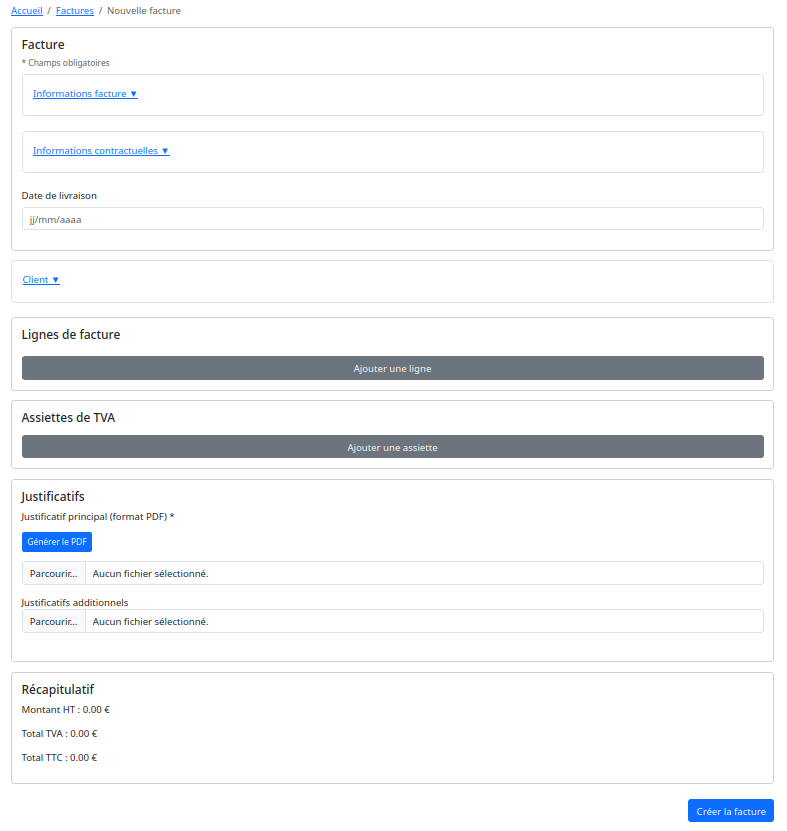 Accueil / Factures / Nouvelle facture
Facture
* Champs obligatoires
Informations facture ▼
Informations contractuelles ▼
Date de livraison
jj/mm/aaaa
Client ▼
Lignes de facture
Ajouter une ligne
Assiettes de TVA
Ajouter une assiette
Justificatifs
Justificatif principal (format PDF) *
Générer le PDF
Parcourir... Aucun fichier sélectionné.
Justificatifs additionnels
Parcourir... Aucun fichier sélectionné.
Récapitulatif
Montant HT : 0.00 €
Total TVA : 0.00 €
Total TTC : 0.00 €
Créer la facture